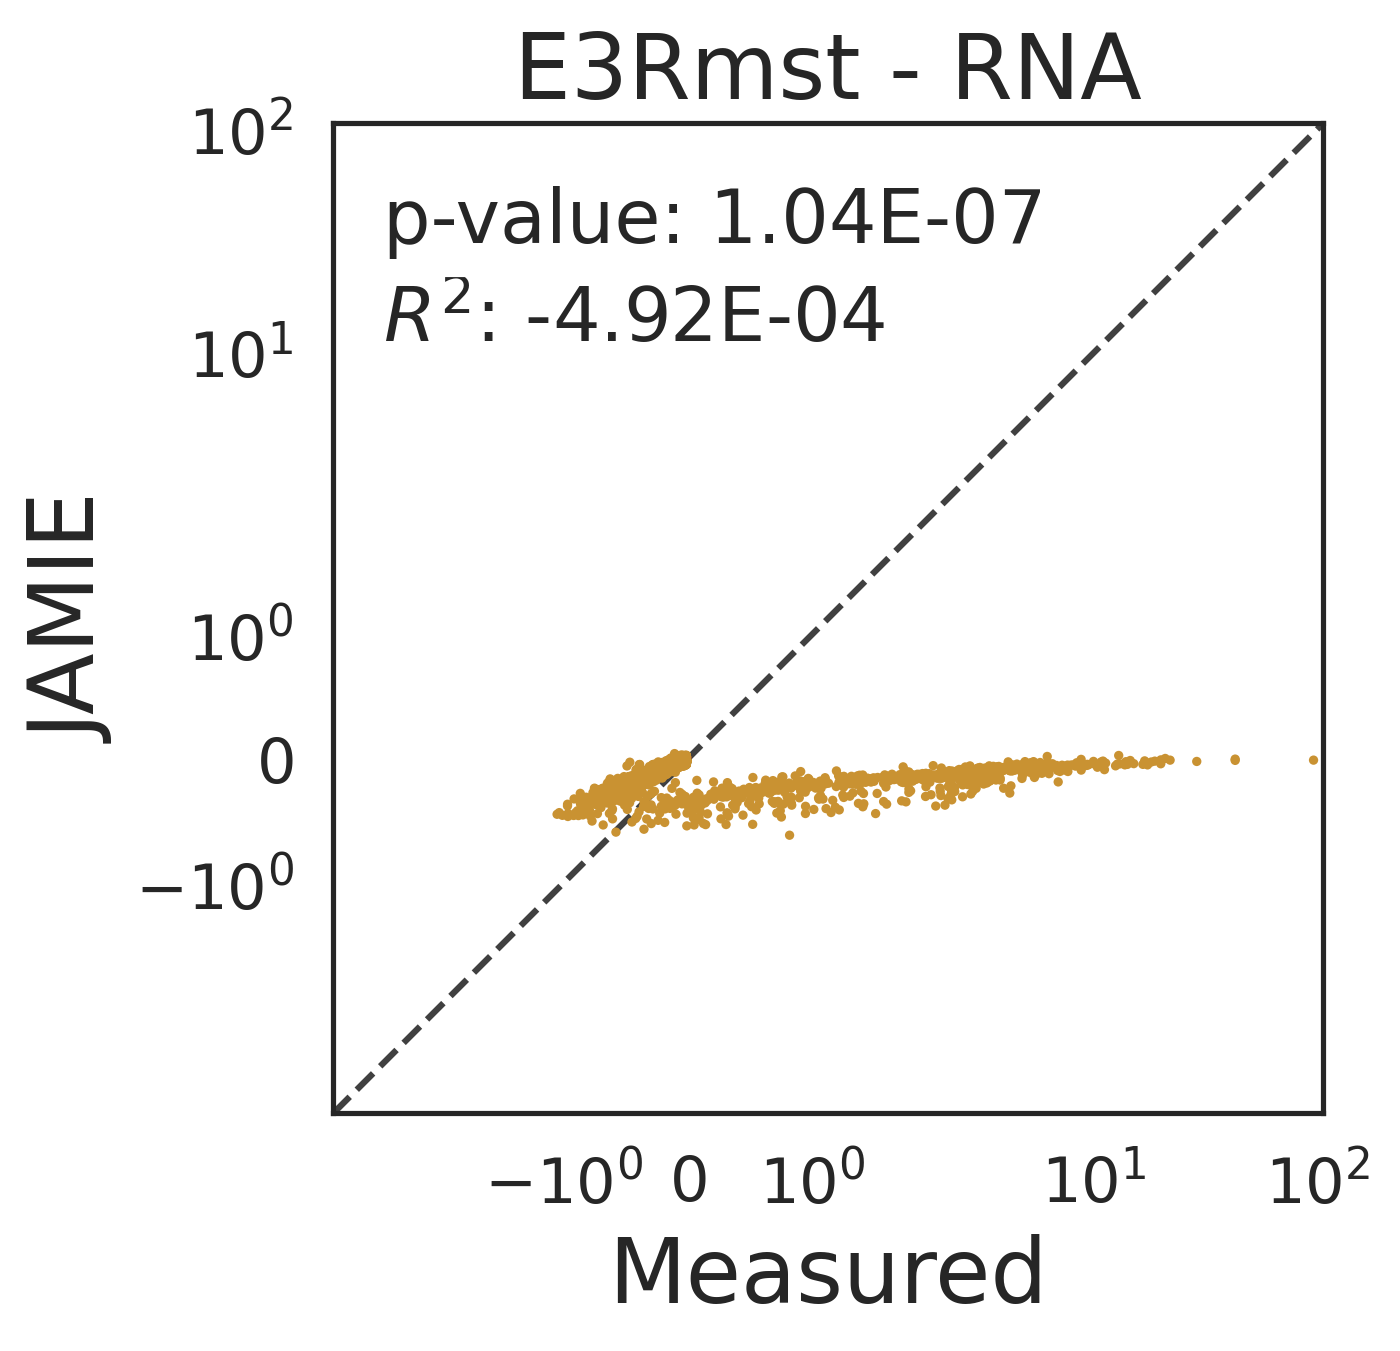 E3Rmst - RNA
p-value: 1.04E-07
R²: -4.92E-04
10²
10¹
10⁰
0
−10⁰
JAMIE
−10⁰ 0 10⁰ 10¹ 10²
Measured